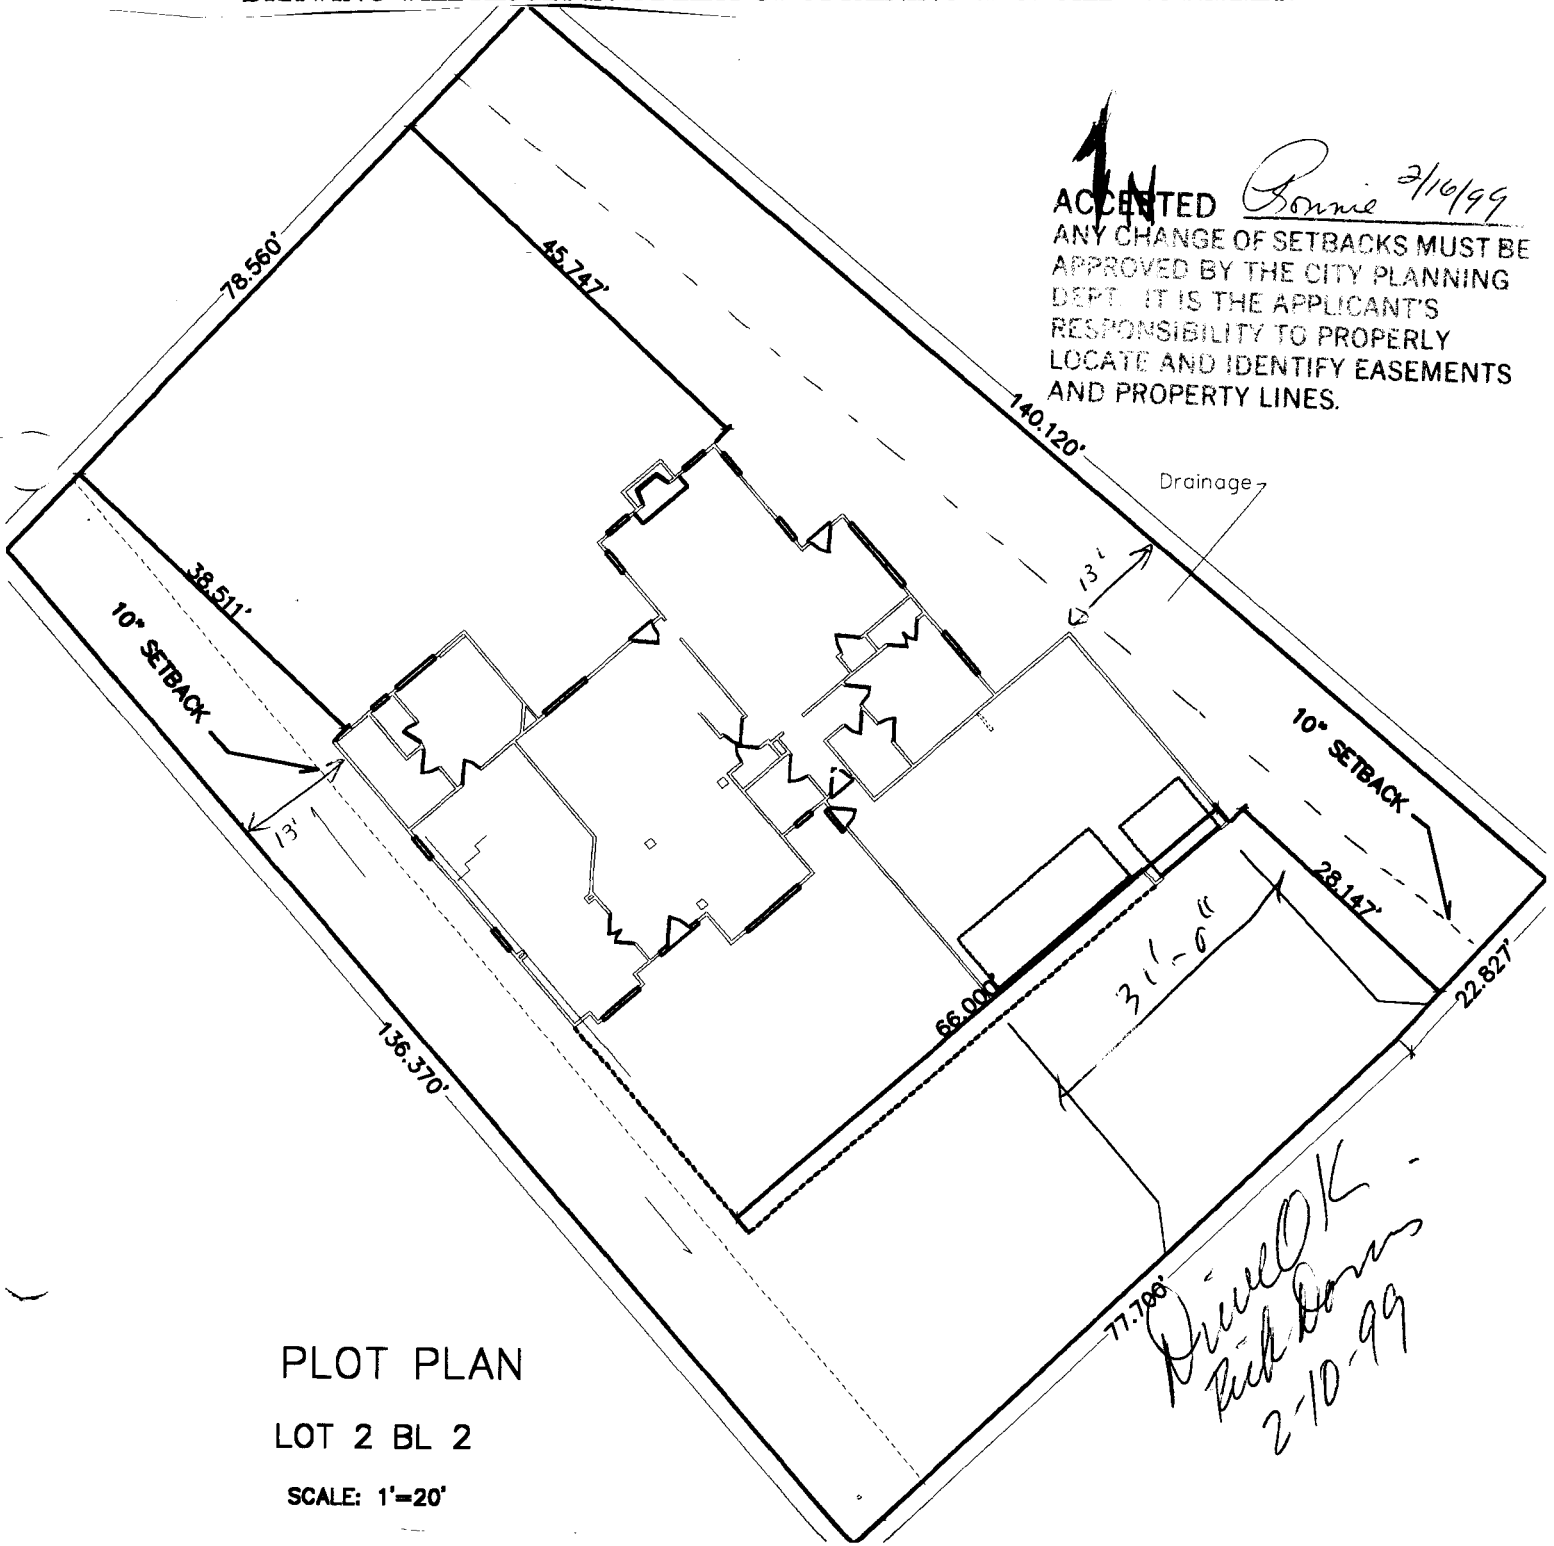 N
ACCEPTED Ronnie 2/16/99
ANY CHANGE OF SETBACKS MUST BE
APPROVED BY THE CITY PLANNING
DEPT. IT IS THE APPLICANT'S
RESPONSIBILITY TO PROPERLY
LOCATE AND IDENTIFY EASEMENTS
AND PROPERTY LINES.
78.560'
45.747'
140.120'
Drainage
13'
38.511'
10" SETBACK
13'
10" SETBACK
28.147'
31'-0"
22.827'
66.000'
136.370'
77.700'
Drive OK
Rick Dorris
2-10-99
PLOT PLAN
LOT 2 BL 2
SCALE: 1'=20'